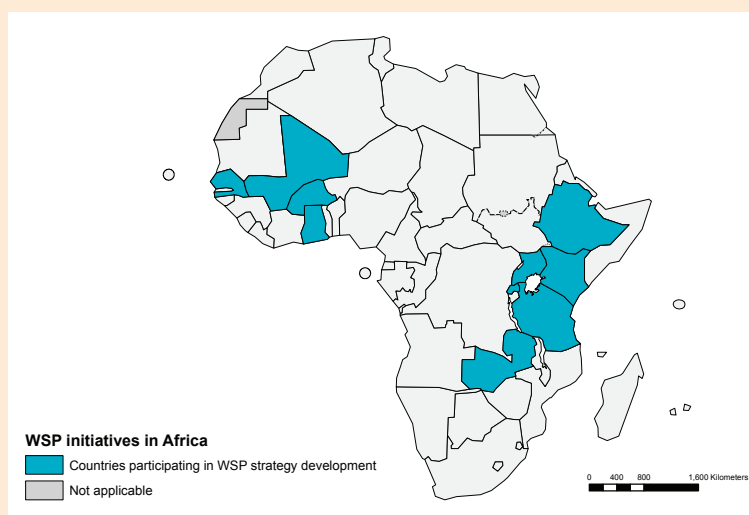 WSP initiatives in Africa
Countries participating in WSP strategy development
Not applicable
0 400 800 1,600 Kilometers